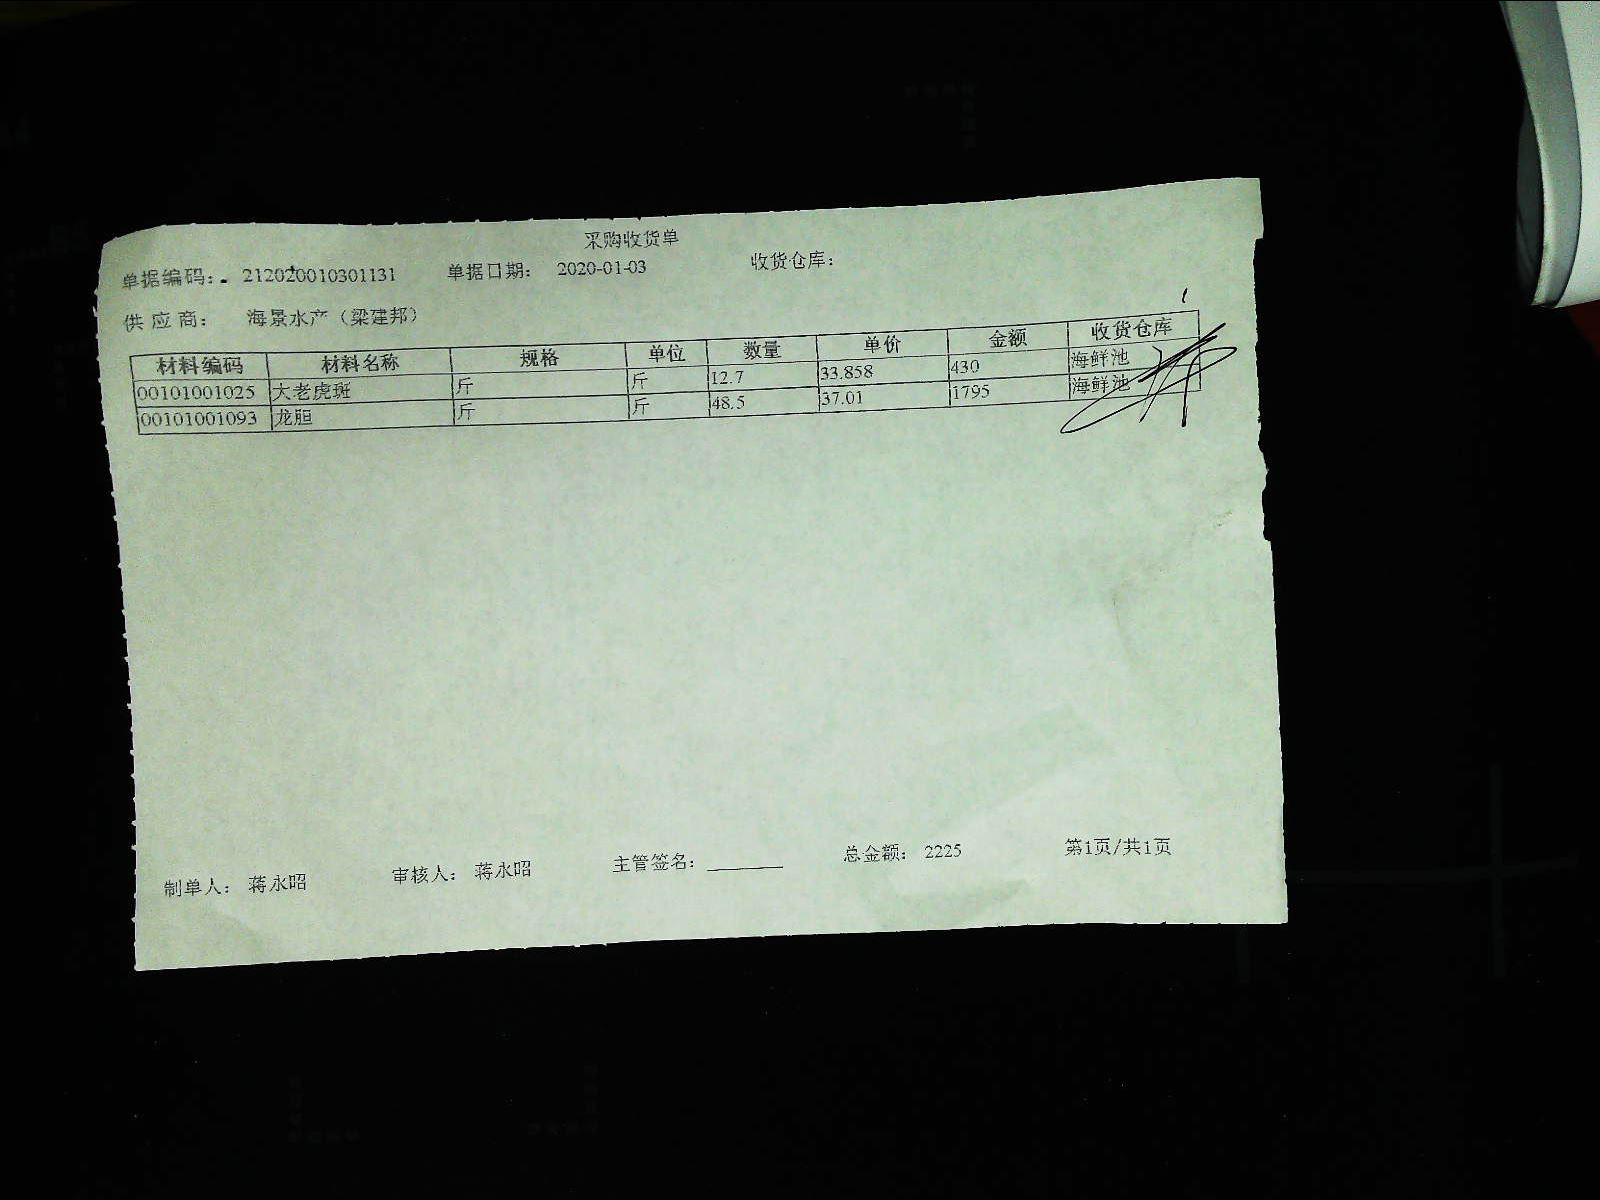 采购收货单
单据编码: 212020010301131 单据日期: 2020-01-03 收货仓库:
供应商: 海景水产（梁建邦）
材料编码 材料名称 规格 单位 数量 单价 金额 收货仓库
00101001025 大老虎斑 斤 斤 12.7 33.858 430 海鲜池
00101001093 龙胆 斤 斤 48.5 37.01 1795 海鲜池
制单人: 蒋永昭 审核人: 蒋永昭 主管签名: 总金额: 2225 第1页/共1页